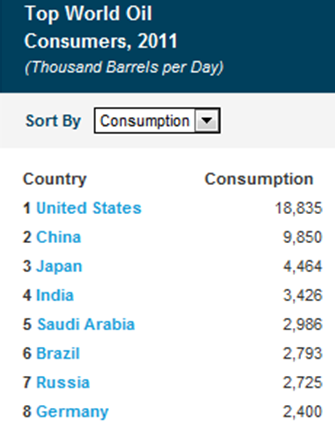 Top World Oil
Consumers, 2011
(Thousand Barrels per Day)
Sort By Consumption
Country Consumption
1 United States 18,835
2 China 9,850
3 Japan 4,464
4 India 3,426
5 Saudi Arabia 2,986
6 Brazil 2,793
7 Russia 2,725
8 Germany 2,400